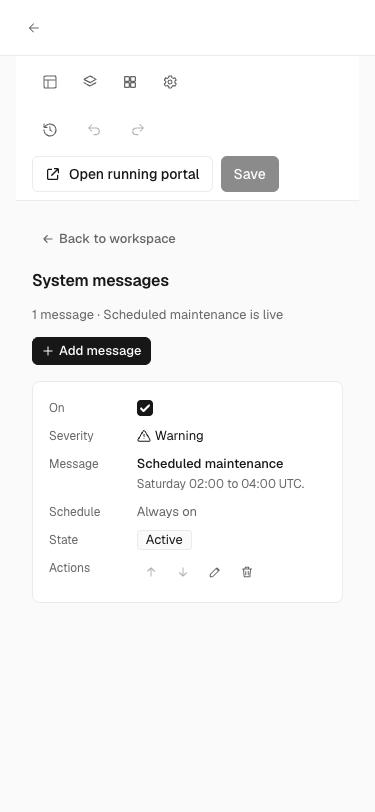 Open running portal
Save
Back to workspace
System messages
1 message · Scheduled maintenance is live
Add message
On
Severity
Warning
Message
Scheduled maintenance
Saturday 02:00 to 04:00 UTC.
Schedule
Always on
State
Active
Actions